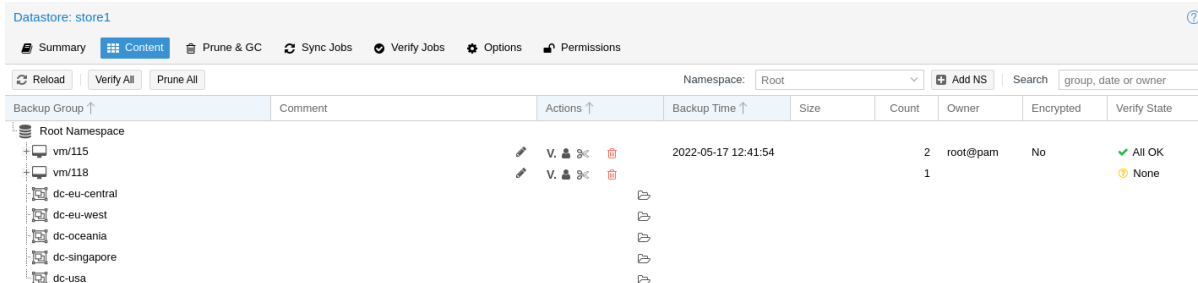 Datastore: store1
Summary Content Prune & GC Sync Jobs Verify Jobs Options Permissions
Reload Verify All Prune All Namespace: Root Add NS Search group, date or owner
Backup Group Comment Actions Backup Time Size Count Owner Encrypted Verify State
Root Namespace
vm/115 V. 2022-05-17 12:41:54 2 root@pam No All OK
vm/118 V. 1 None
dc-eu-central
dc-eu-west
dc-oceania
dc-singapore
dc-usa